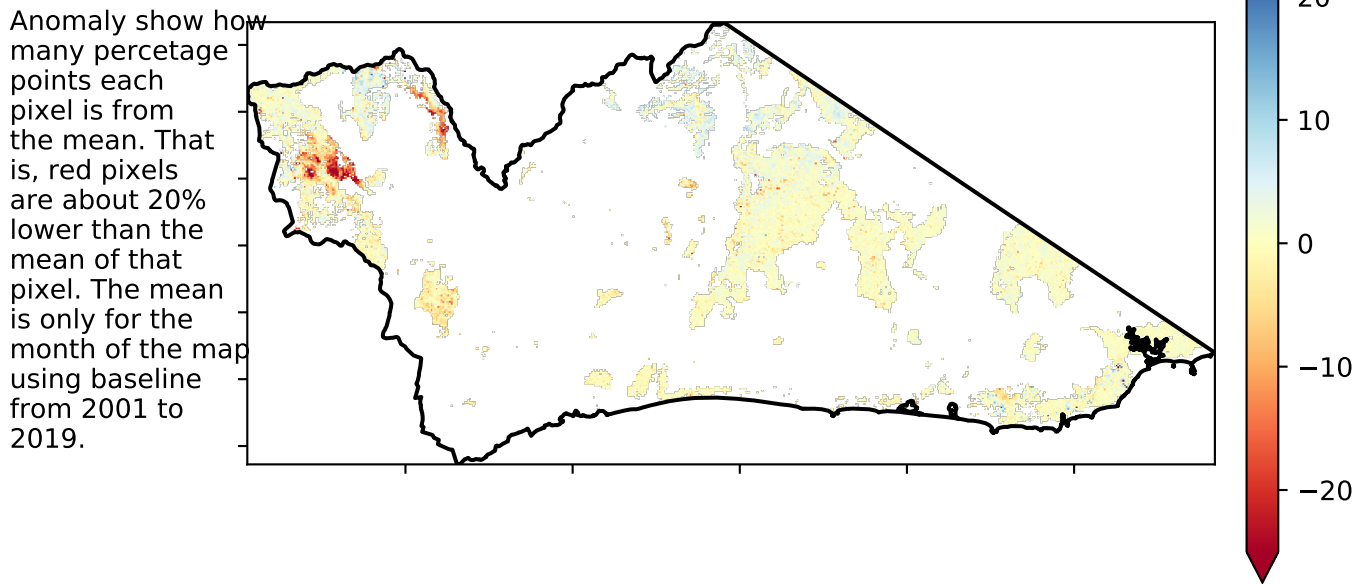 Anomaly show how
many percetage
points each
pixel is from
the mean. That
is, red pixels
are about 20%
lower than the
mean of that
pixel. The mean
is only for the
month of the map
using baseline
from 2001 to
2019.
20
10
0
−10
−20